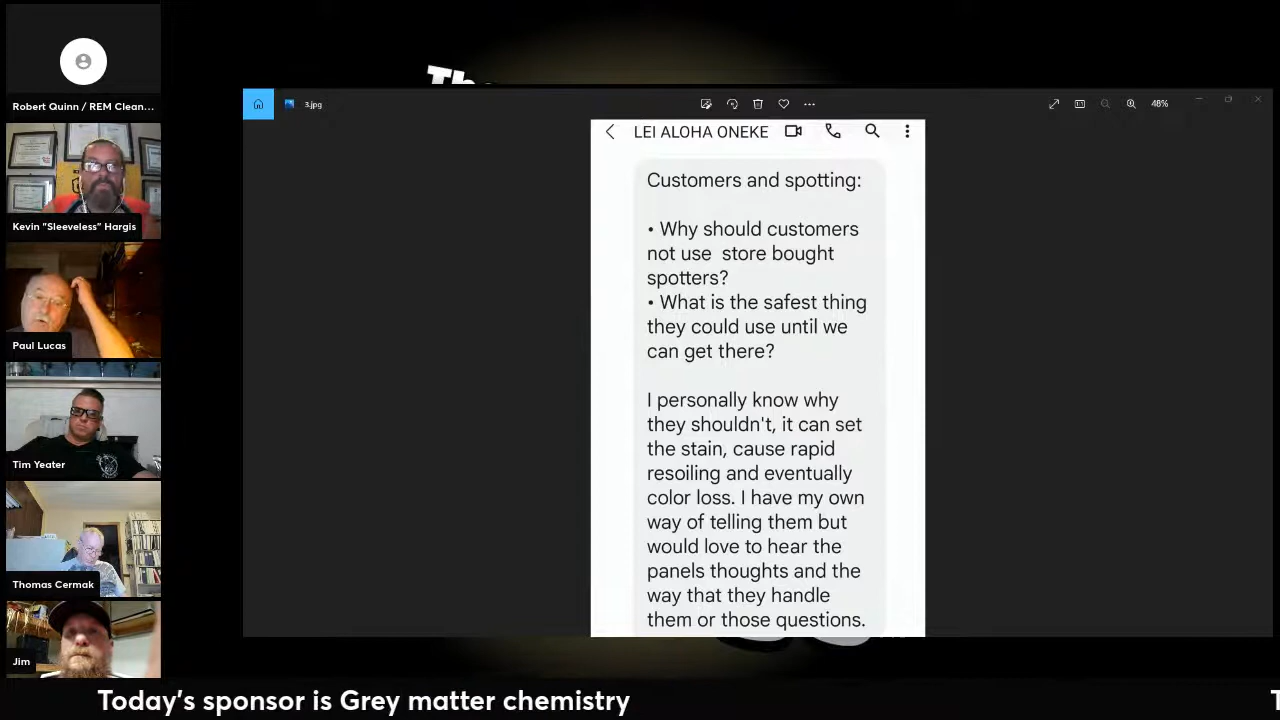 Robert Quinn / REM Clean...
Kevin "Sleeveless" Hargis
Paul Lucas
Tim Yeater
Thomas Cermak
Jim
The
3.jpg
48%
LEI ALOHA ONEKE
Customers and spotting:
• Why should customers
not use store bought
spotters?
• What is the safest thing
they could use until we
can get there?
I personally know why
they shouldn't, it can set
the stain, cause rapid
resoiling and eventually
color loss. I have my own
way of telling them but
would love to hear the
panels thoughts and the
way that they handle
them or those questions.
Today's sponsor is Grey matter chemistry